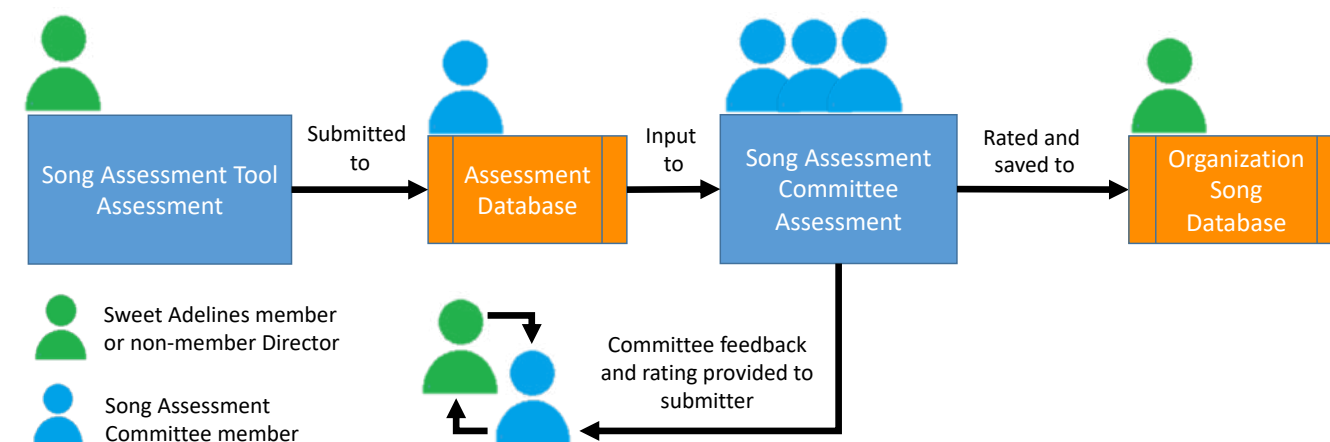 Song Assessment Tool
Assessment
Submitted
to
Assessment
Database
Input
to
Song Assessment
Committee
Assessment
Rated and
saved to
Organization
Song
Database
Sweet Adelines member
or non-member Director
Song Assessment
Committee member
Committee feedback
and rating provided to
submitter